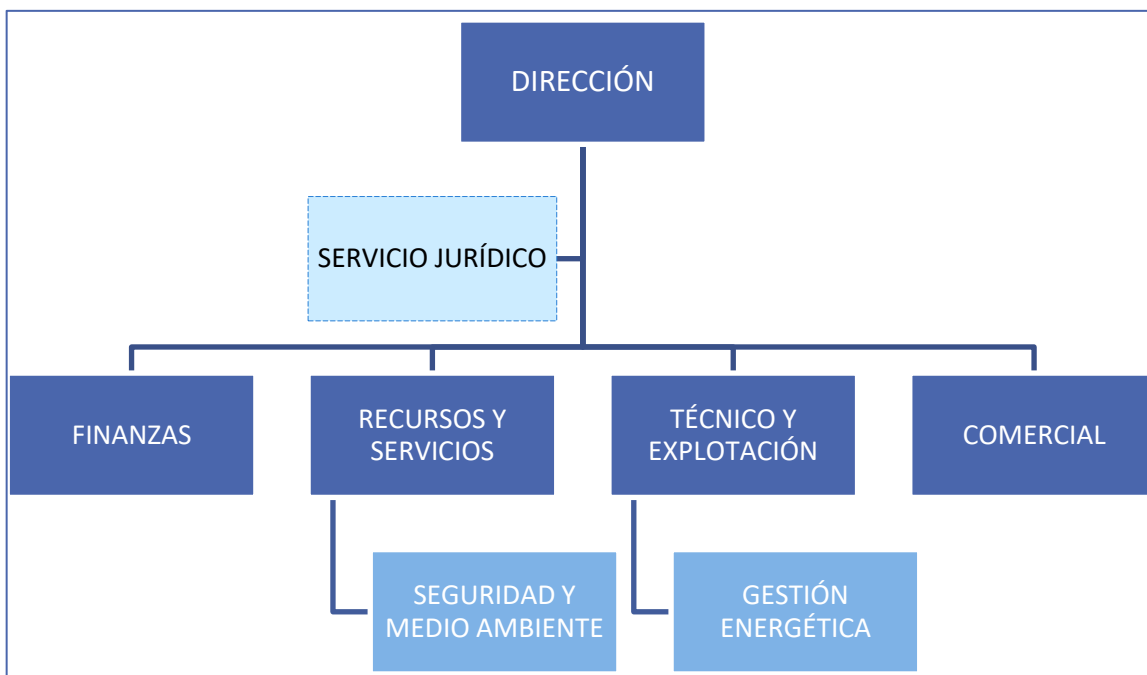 DIRECCIÓN
SERVICIO JURÍDICO
FINANZAS
RECURSOS Y
SERVICIOS
TÉCNICO Y
EXPLOTACIÓN
COMERCIAL
SEGURIDAD Y
MEDIO AMBIENTE
GESTIÓN
ENERGÉTICA